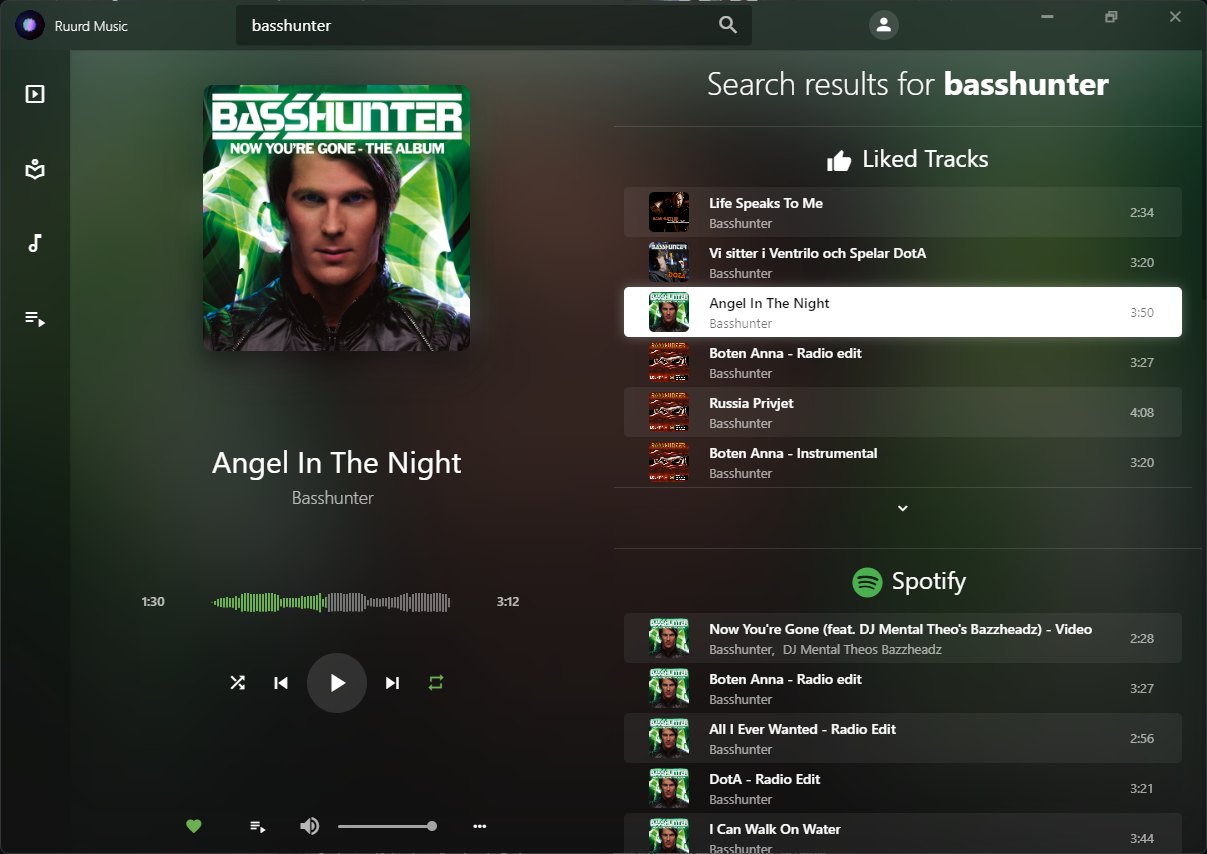 Ruurd Music
basshunter
BASSHUNTER
NOW YOU'RE GONE - THE ALBUM
Angel In The Night
Basshunter
1:30
3:12
Search results for basshunter
Liked Tracks
Life Speaks To Me
Basshunter
2:34
Vi sitter i Ventrilo och Spelar DotA
Basshunter
3:20
Angel In The Night
Basshunter
3:50
Boten Anna - Radio edit
Basshunter
3:27
Russia Privjet
Basshunter
4:08
Boten Anna - Instrumental
Basshunter
3:20
Spotify
Now You're Gone (feat. DJ Mental Theo's Bazzheadz) - Video
Basshunter, DJ Mental Theos Bazzheadz
2:28
Boten Anna - Radio edit
Basshunter
3:27
All I Ever Wanted - Radio Edit
Basshunter
2:56
DotA - Radio Edit
Basshunter
3:21
I Can Walk On Water
Basshunter
3:44